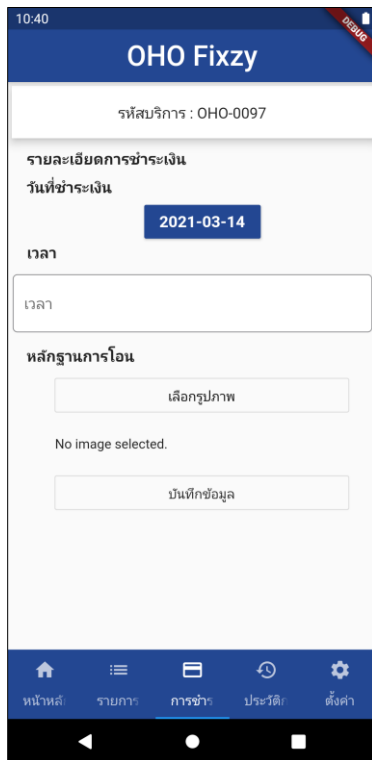 10:40
DEBUG
OHO Fixzy
รหัสบริการ : OHO-0097
รายละเอียดการชำระเงิน
วันที่ชำระเงิน
2021-03-14
เวลา
เวลา
หลักฐานการโอน
เลือกรูปภาพ
No image selected.
บันทึกข้อมูล
หน้าหลั รายการ การชำร ประวัติก ตั้งค่า